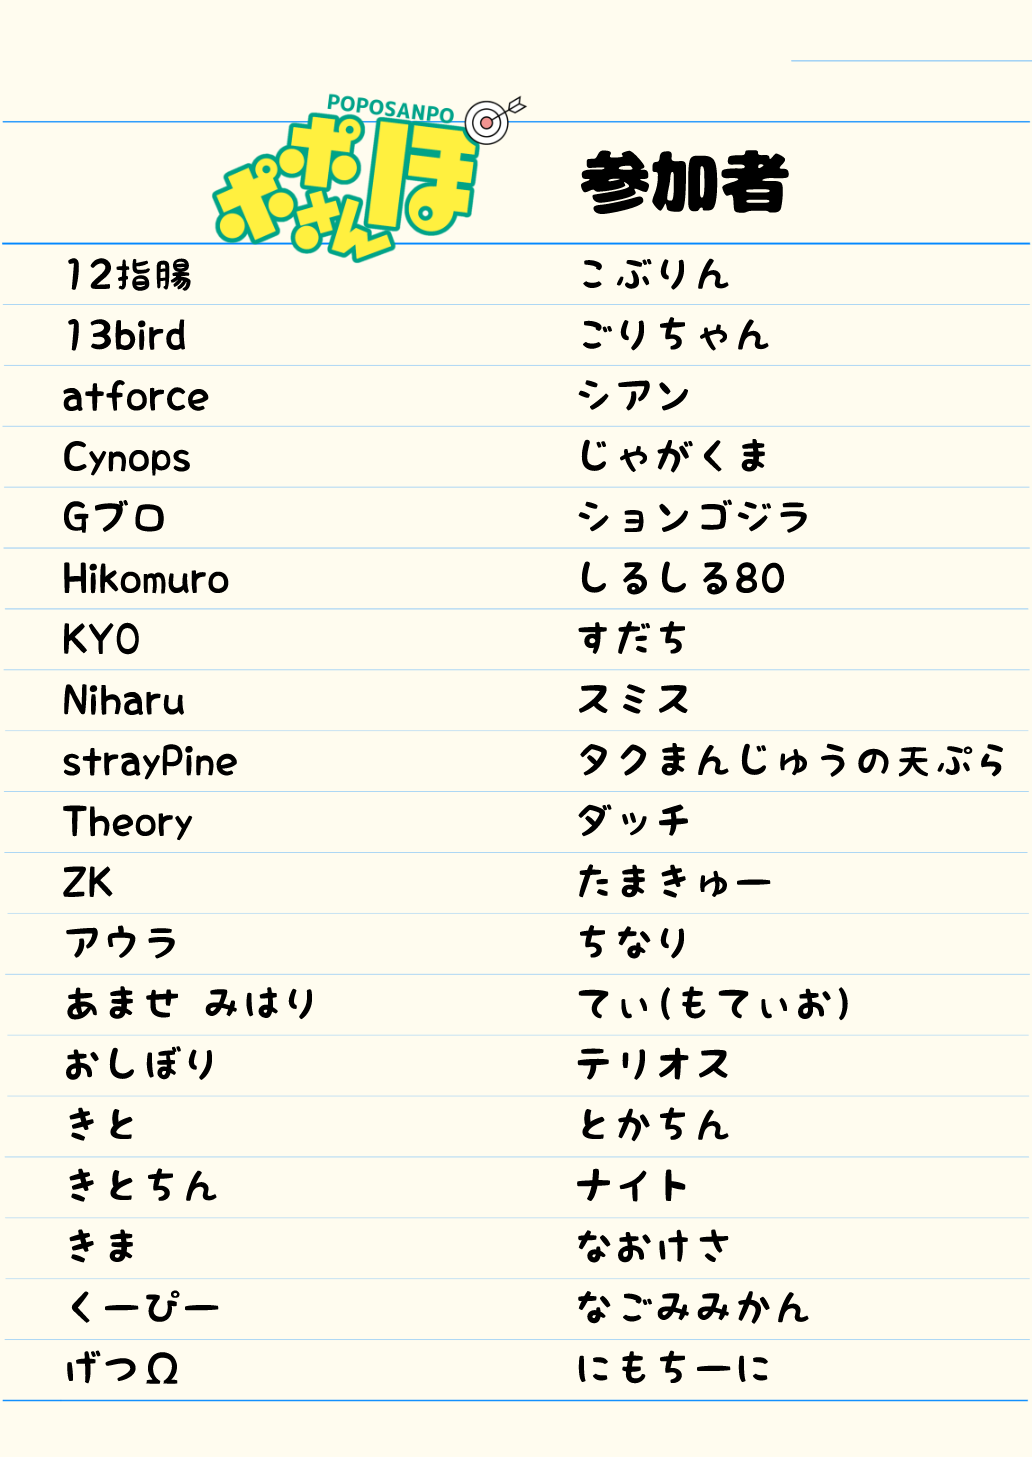 POPOSANPO
ポポさんぽ
参加者
12指腸
13bird
atforce
Cynops
Gブロ
Hikomuro
KYO
Niharu
strayPine
Theory
ZK
アウラ
あませ みはり
おしぼり
きと
きとちん
きま
くーぴー
げつΩ
こぶりん
ごりちゃん
シアン
じゃがくま
ションゴジラ
しるしる80
すだち
スミス
タクまんじゅうの天ぷら
ダッチ
たまきゅー
ちなり
てぃ(もてぃお)
テリオス
とかちん
ナイト
なおけさ
なごみみかん
にもちーに